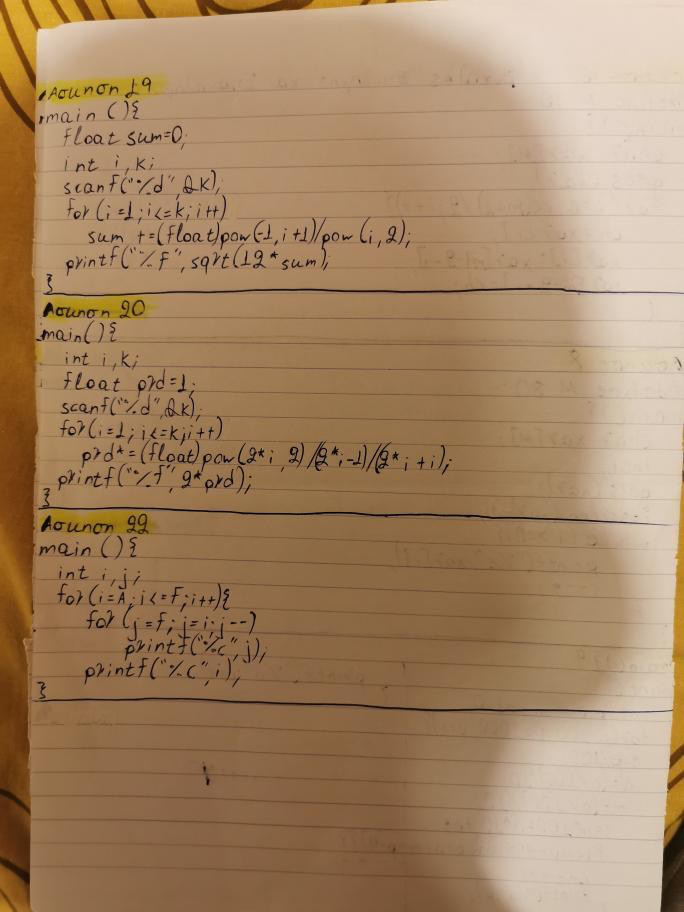 Άσκηση 19
main (){
float sum=0;
int i,k;
scanf("%d",&k);
for(i=1;i<=k;i++)
sum +=(float)pow(-1,i+1)/pow(i,2);
printf("%f",sqrt(12*sum);
}
Άσκηση 20
main(){
int i,k;
float prd=1;
scanf("%d",&k);
for(i=1;i<=k;i++)
prd*=(float)pow(2*i,2)/(2*i-1)/(2*i+i);
printf("%f",2*prd);
}
Άσκηση 22
main (){
int i,j;
for(i=A;i<=F;i++){
for (j=f;j=i;j--)
printf("%c",j);
printf("%c",i);
}